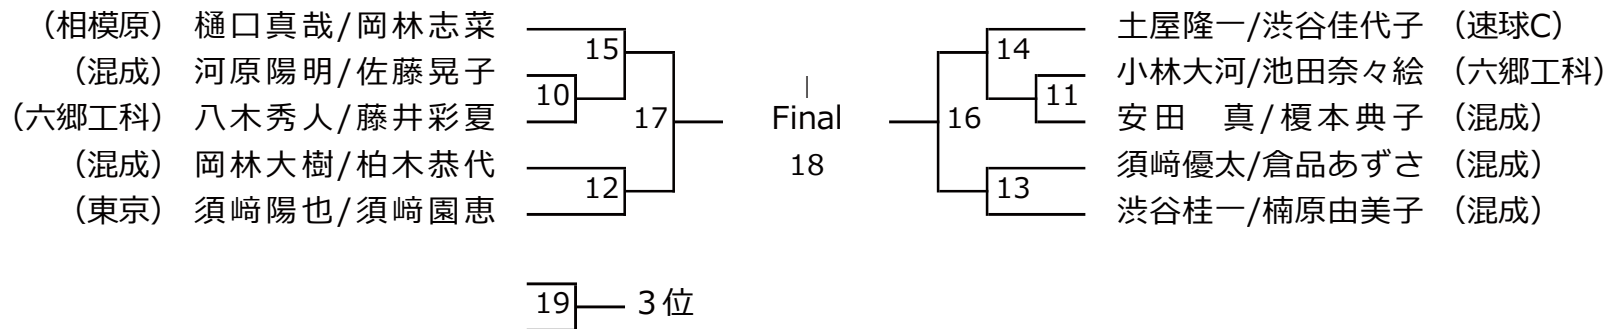 （相模原） 樋口真哉/岡林志菜 15 14 土屋隆一/渋谷佳代子 （速球C）
（混成） 河原陽明/佐藤晃子 10 11 小林大河/池田奈々絵 （六郷工科）
（六郷工科） 八木秀人/藤井彩夏 17 Final 16 安田　真/榎本典子 （混成）
（混成） 岡林大樹/柏木恭代 12 18 13 須﨑優太/倉品あずさ （混成）
（東京） 須﨑陽也/須﨑園恵 渋谷桂一/楠原由美子 （混成）
19 ３位